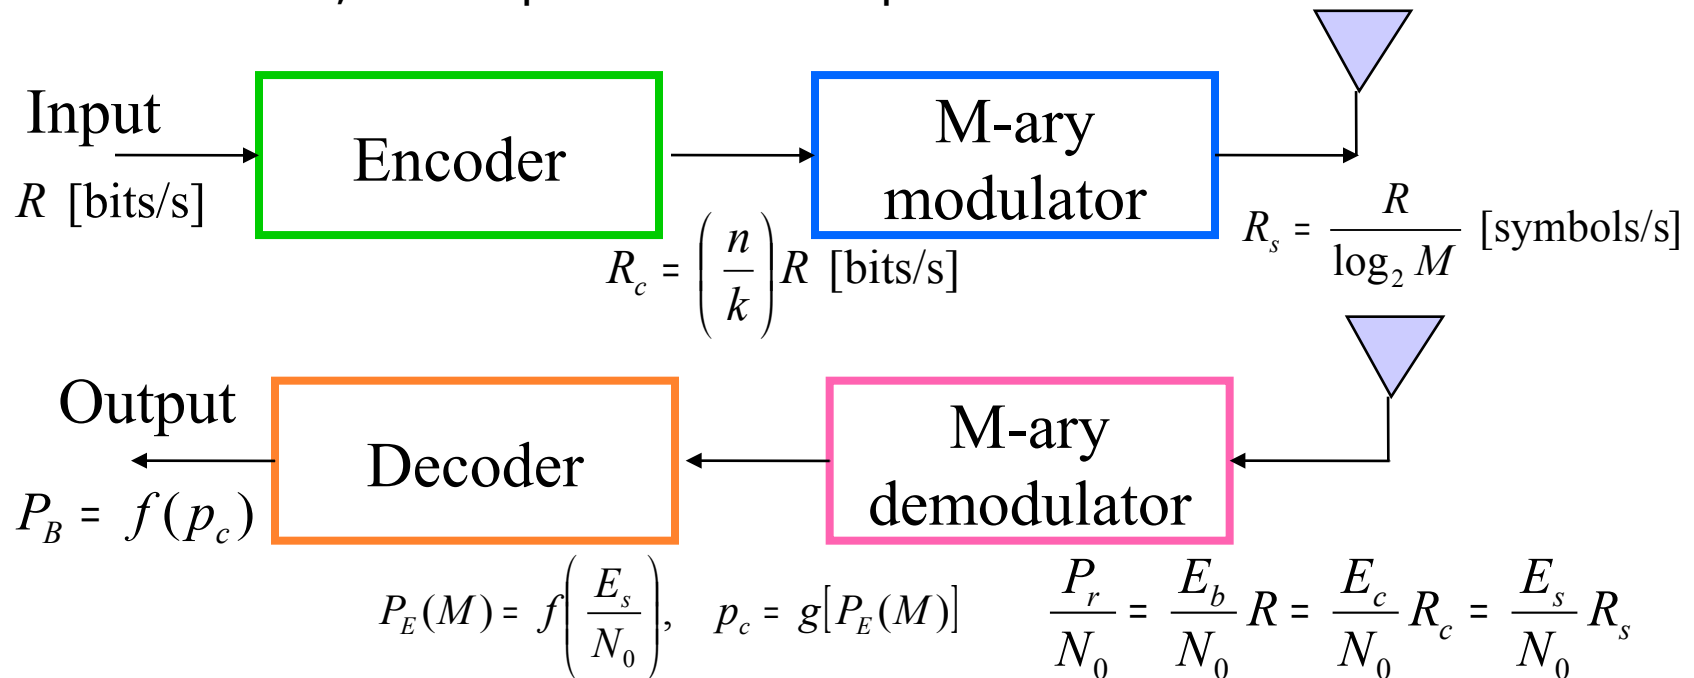 Input
R [bits/s]
Encoder
R_c = (n/k) R [bits/s]
M-ary
modulator
R_s = R / log_2 M [symbols/s]
Output
P_B = f(p_c)
Decoder
M-ary
demodulator
P_E(M) = f(E_s/N_0), p_c = g[P_E(M)]
P_r/N_0 = E_b/N_0 R = E_c/N_0 R_c = E_s/N_0 R_s